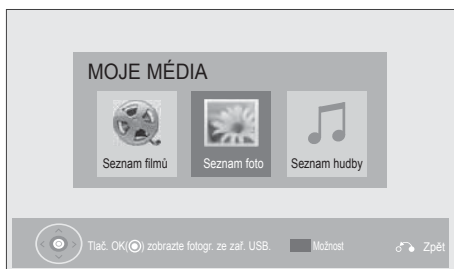 MOJE MÉDIA
Seznam filmů Seznam foto Seznam hudby
Tlač. OK(◉) zobrazte fotogr. ze zař. USB. Možnost Zpět